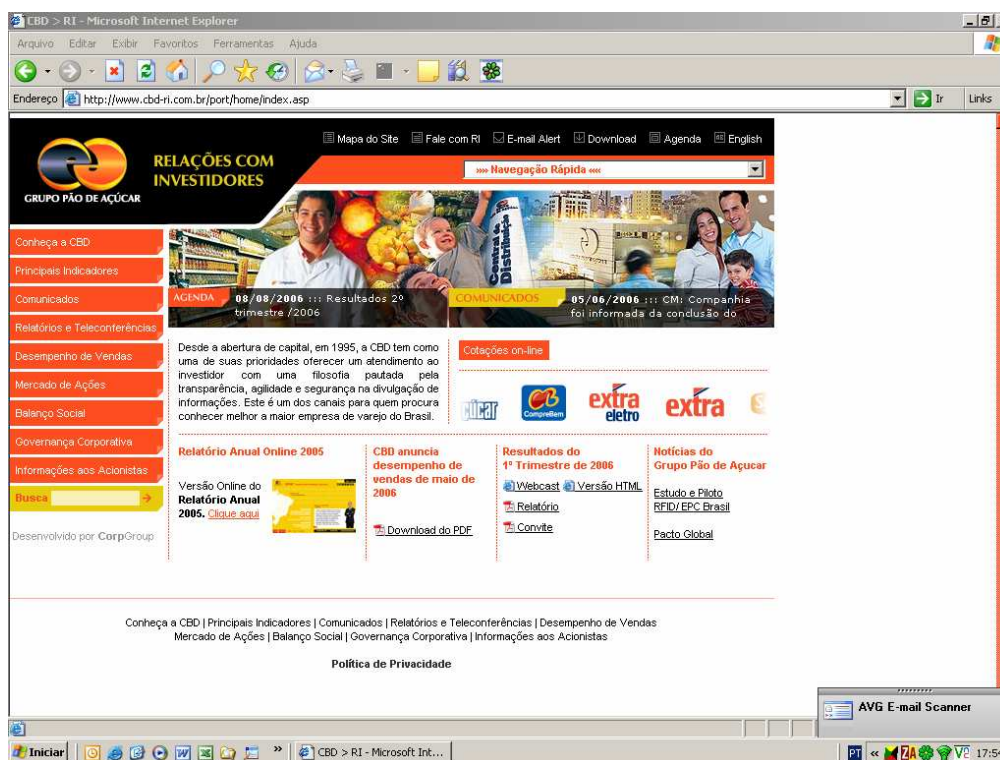 CBD > RI - Microsoft Internet Explorer
Arquivo Editar Exibir Favoritos Ferramentas Ajuda
Endereço http://www.cbd-ri.com.br/port/home/index.asp Ir Links
Mapa do Site Fale com RI E-mail Alert Download Agenda English
RELAÇÕES COM
INVESTIDORES
»»» Navegação Rápida «««
GRUPO PÃO DE AÇÚCAR
Central de
Distribuição
Conheça a CBD
Principais Indicadores
Comunicados
Relatórios e Teleconferências
Desempenho de Vendas
Mercado de Ações
Balanço Social
Governança Corporativa
Informações aos Acionistas
Busca
Desenvolvido por CorpGroup
AGENDA 08/08/2006 ::: Resultados 2º
trimestre /2006
COMUNICADOS 05/06/2006 ::: CM: Companhia
foi informada da conclusão do
Desde a abertura de capital, em 1995, a CBD tem como
uma de suas prioridades oferecer um atendimento ao
investidor com uma filosofia pautada pela
transparência, agilidade e segurança na divulgação de
informações. Este é um dos canais para quem procura
conhecer melhor a maior empresa de varejo do Brasil.
Cotações on-line
CompreBem
extra
eletro
extra
Relatório Anual Online 2005
Versão Online do
Relatório Anual
2005. Clique aqui
CBD anuncia
desempenho de
vendas de maio de
2006
Download do PDF
Resultados do
1º Trimestre de 2006
Webcast Versão HTML
Relatório
Convite
Notícias do
Grupo Pão de Açucar
Estudo e Piloto
RFID/ EPC Brasil
Pacto Global
Conheça a CBD | Principais Indicadores | Comunicados | Relatórios e Teleconferências | Desempenho de Vendas
Mercado de Ações | Balanço Social | Governança Corporativa | Informações aos Acionistas
Política de Privacidade
AVG E-mail Scanner
Iniciar » CBD > RI - Microsoft Int... PT « 17:54